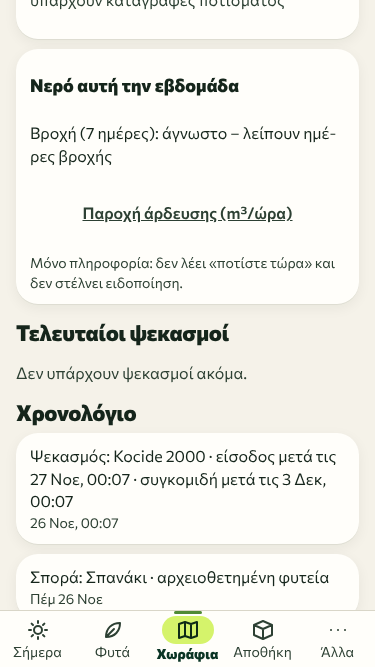 υπάρχουν καταγραφές ποτίσματος
Νερό αυτή την εβδομάδα
Βροχή (7 ημέρες): άγνωστο – λείπουν ημέ-
ρες βροχής
Παροχή άρδευσης (m³/ώρα)
Μόνο πληροφορία: δεν λέει «ποτίστε τώρα» και
δεν στέλνει ειδοποίηση.
Τελευταίοι ψεκασμοί
Δεν υπάρχουν ψεκασμοί ακόμα.
Χρονολόγιο
Ψεκασμός: Kocide 2000 · είσοδος μετά τις
27 Νοε, 00:07 · συγκομιδή μετά τις 3 Δεκ,
00:07
26 Νοε, 00:07
Σπορά: Σπανάκι · αρχειοθετημένη φυτεία
Πέμ 26 Νοε
Σήμερα
Φυτά
Χωράφια
Αποθήκη
Άλλα